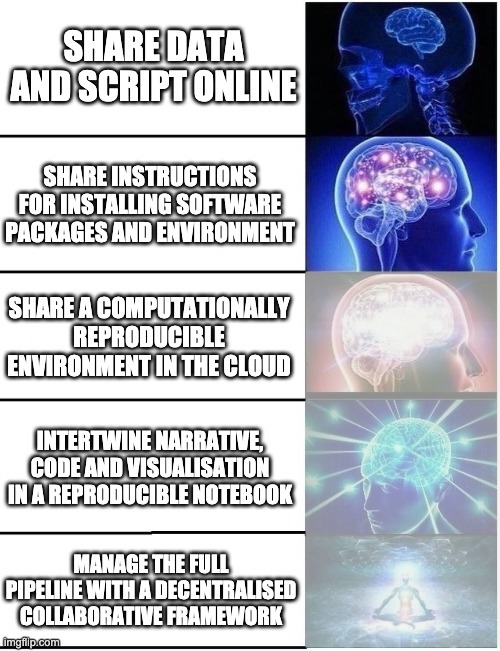 SHARE DATA
AND SCRIPT ONLINE
SHARE INSTRUCTIONS
FOR INSTALLING SOFTWARE
PACKAGES AND ENVIRONMENT
SHARE A COMPUTATIONALLY
REPRODUCIBLE
ENVIRONMENT IN THE CLOUD
INTERTWINE NARRATIVE,
CODE AND VISUALISATION
IN A REPRODUCIBLE NOTEBOOK
MANAGE THE FULL
PIPELINE WITH A DECENTRALISED
COLLABORATIVE FRAMEWORK
imgflip.com